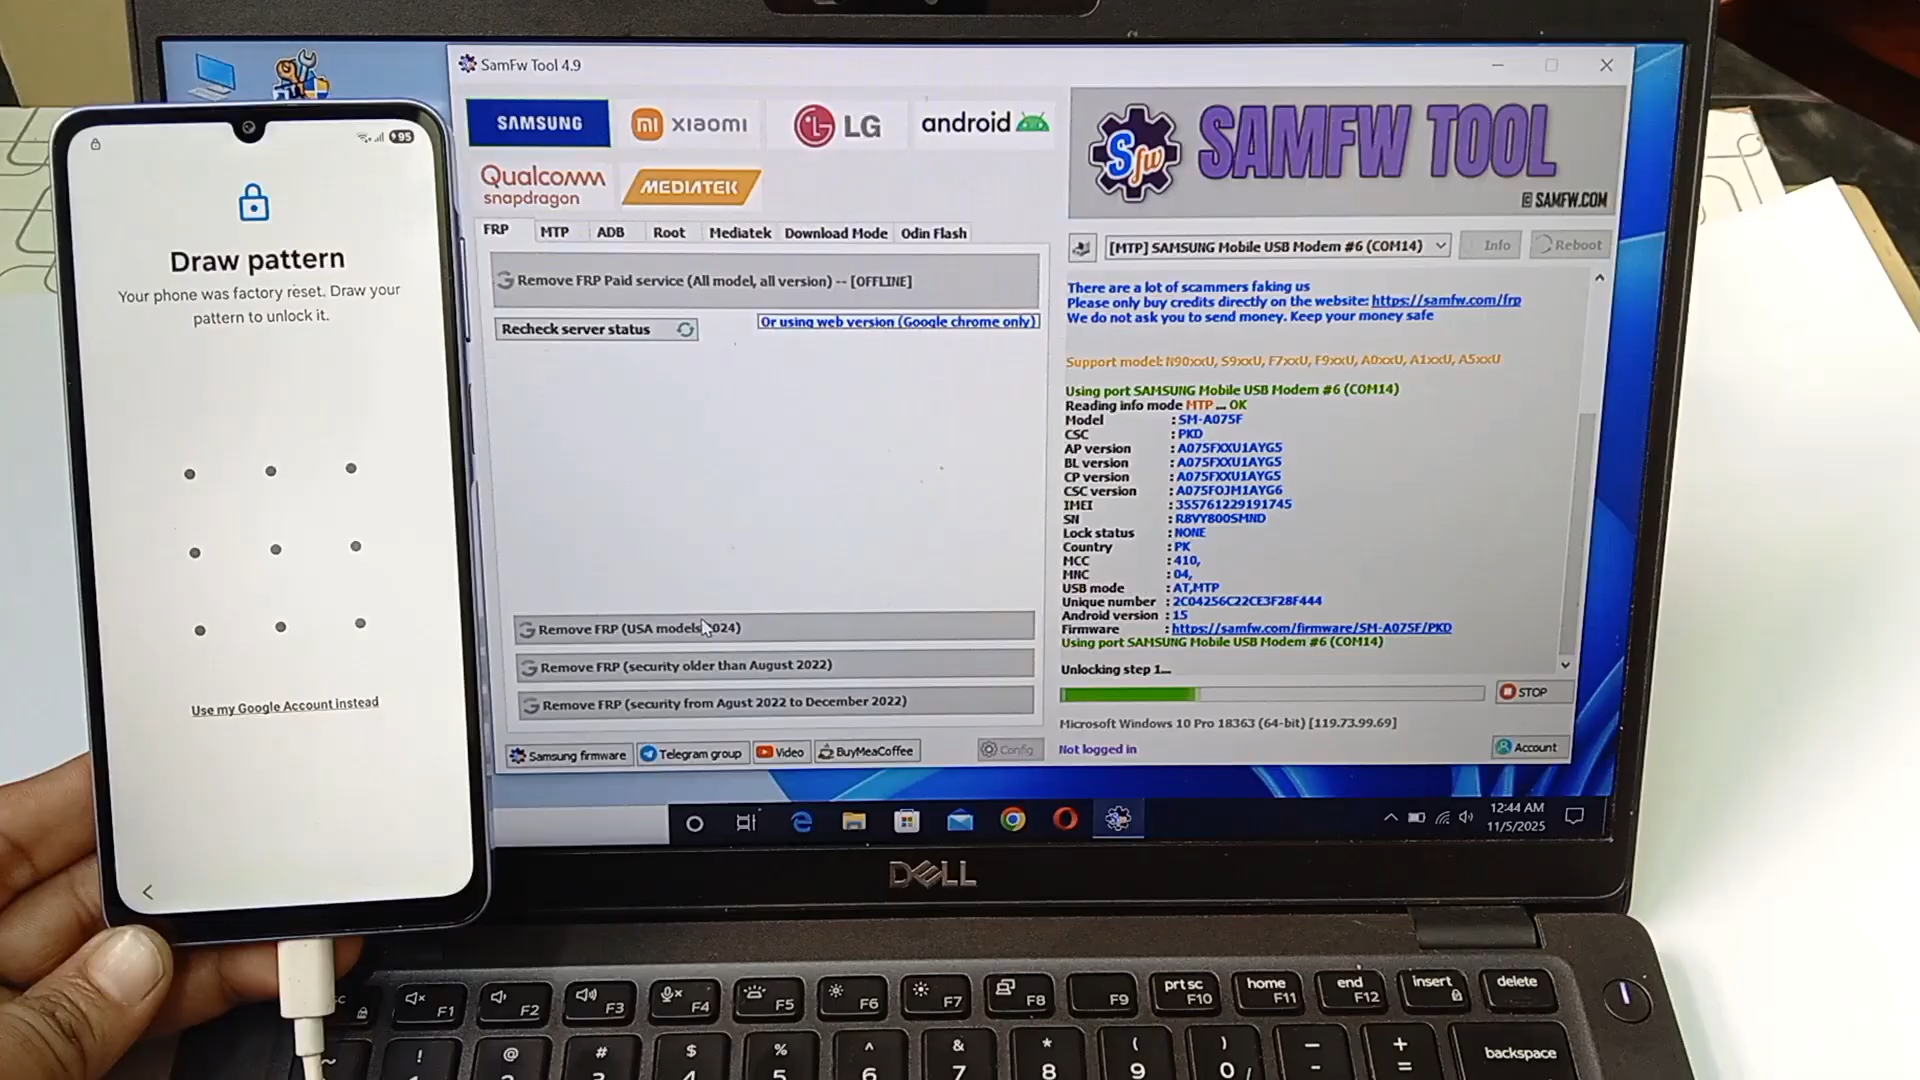 95
Draw pattern
Your phone was factory reset. Draw your
pattern to unlock it.
Use my Google Account instead
SamFw Tool 4.9
SAMSUNG
mi xiaomi
LG
android
Qualcomm
snapdragon
MEDIATEK
Sfw
SAMFW TOOL
© SAMFW.COM
FRP
MTP
ADB
Root
Mediatek
Download Mode
Odin Flash
Remove FRP Paid service (All model, all version) -- [OFFLINE]
Recheck server status
Or using web version (Google chrome only)
Remove FRP (USA models 2024)
Remove FRP (security older than August 2022)
Remove FRP (security from Agust 2022 to December 2022)
Samsung firmware
Telegram group
Video
BuyMeaCoffee
Config
[MTP] SAMSUNG Mobile USB Modem #6 (COM14)
Info
Reboot
There are a lot of scammers faking us
Please only buy credits directly on the website: https://samfw.com/frp
We do not ask you to send money. Keep your money safe
Support model: N90xxU, S9xxU, F7xxU, F9xxU, A0xxU, A1xxU, A5xxU
Using port SAMSUNG Mobile USB Modem #6 (COM14)
Reading info mode MTP ... OK
Model : SM-A075F
CSC : PKD
AP version : A075FXXU1AYG5
BL version : A075FXXU1AYG5
CP version : A075FXXU1AYG5
CSC version : A075FOJM1AYG6
IMEI : 355761229191745
SN : R8VY800SMND
Lock status : NONE
Country : PK
MCC : 410,
MNC : 04,
USB mode : AT,MTP
Unique number : 2C04256C22CE3F28F444
Android version : 15
Firmware : https://samfw.com/firmware/SM-A075F/PKD
Using port SAMSUNG Mobile USB Modem #6 (COM14)
Unlocking step 1...
STOP
Microsoft Windows 10 Pro 18363 (64-bit) [119.73.99.69]
Not logged in
Account
12:44 AM
11/5/2025
DELL
F1
F2
F3
F4
F5
F6
F7
F8
F9
prt sc
F10
home
F11
end
F12
insert
delete
~
!
@
2
#
$
4
%
5
^
6
&
7
*
8
(
9
)
0
_
-
+
=
backspace